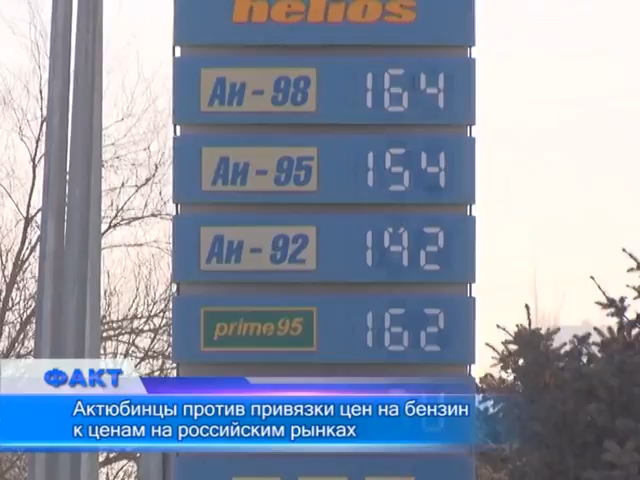 helios
Аи-98 164
Аи-95 154
Аи-92 142
prime95 162
ФАКТ
Актюбинцы против привязки цен на бензин
к ценам на российским рынках